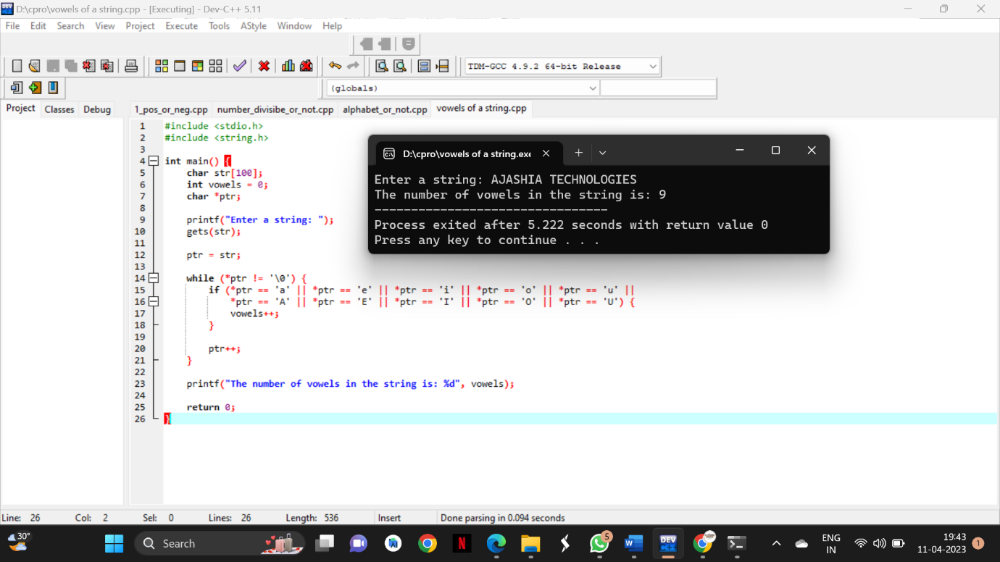 D:\cpro\vowels of a string.cpp - [Executing] - Dev-C++ 5.11
File Edit Search View Project Execute Tools AStyle Window Help
TDM-GCC 4.9.2 64-bit Release
(globals)
Project Classes Debug
1_pos_or_neg.cpp number_divisibe_or_not.cpp alphabet_or_not.cpp vowels of a string.cpp
1 #include <stdio.h>
2 #include <string.h>
3
4 int main() {
5 char str[100];
6 int vowels = 0;
7 char *ptr;
8
9 printf("Enter a string: ");
10 gets(str);
11
12 ptr = str;
13
14 while (*ptr != '\0') {
15 if (*ptr == 'a' || *ptr == 'e' || *ptr == 'i' || *ptr == 'o' || *ptr == 'u' ||
16 *ptr == 'A' || *ptr == 'E' || *ptr == 'I' || *ptr == 'O' || *ptr == 'U') {
17 vowels++;
18 }
19
20 ptr++;
21 }
22
23 printf("The number of vowels in the string is: %d", vowels);
24
25 return 0;
26 }
D:\cpro\vowels of a string.exe
Enter a string: AJASHIA TECHNOLOGIES
The number of vowels in the string is: 9
--------------------------------
Process exited after 5.222 seconds with return value 0
Press any key to continue . . .
Line: 26 Col: 2 Sel: 0 Lines: 26 Length: 536 Insert Done parsing in 0.094 seconds
30°
Search
5
DEV
ENG
IN
19:43
11-04-2023
1